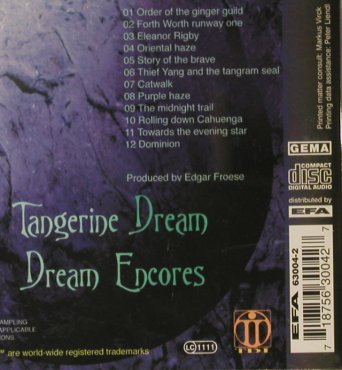 01 Order of the ginger guild
02 Forth Worth runway one
03 Eleanor Rigby
04 Oriental haze
05 Story of the brave
06 Thief Yang and the tangram seal
07 Catwalk
08 Purple haze
09 The midnight trail
10 Rolling down Cahuenga
11 Towards the evening star
12 Dominion
Produced by Edgar Froese
Tangerine Dream
Dream Encores
AMPLING
APPLICABLE
IONS.
are world-wide registered trademarks
LC 1111
TDI
Printed matter consult: Markus Virck
Printing data assistance: Peter Liendl
GEMA
COMPACT
disc
DIGITAL AUDIO
distributed by
EFA
EFA 63004-2
7 18756 30042 7